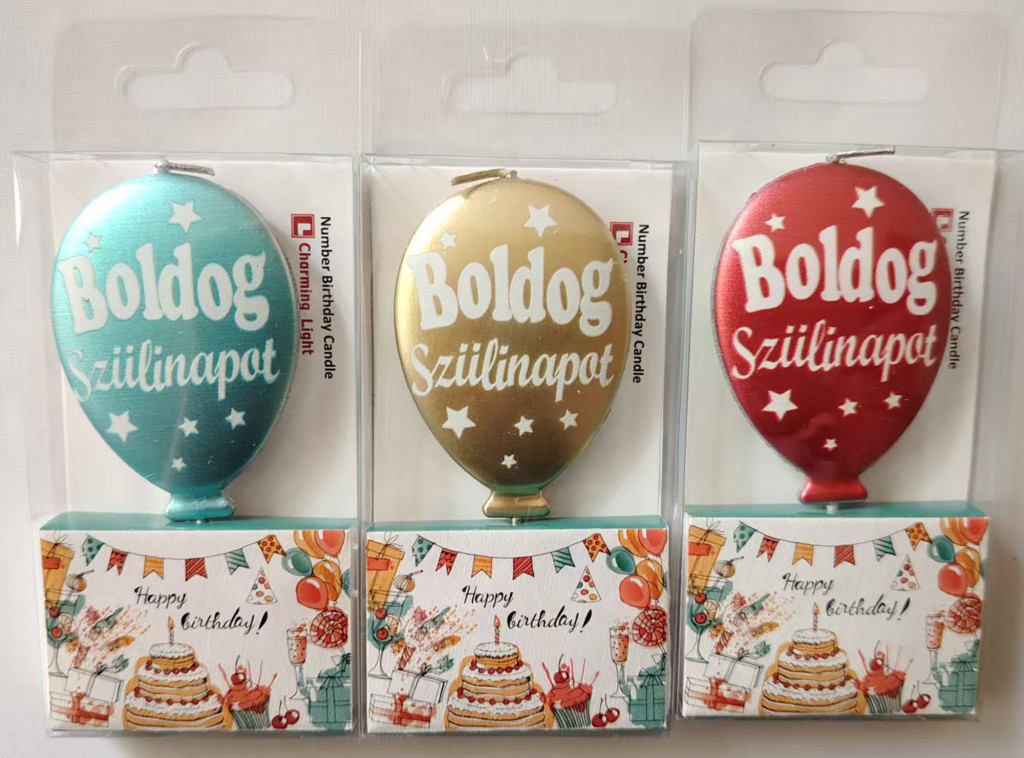 Boldog
Szülinapot
Number Birthday Candle
Charming Light
Happy
Birthday!
Boldog
Szülinapot
Number Birthday Candle
Happy
Birthday!
Boldog
Szülinapot
Number Birthday Candle
Happy
Birthday!